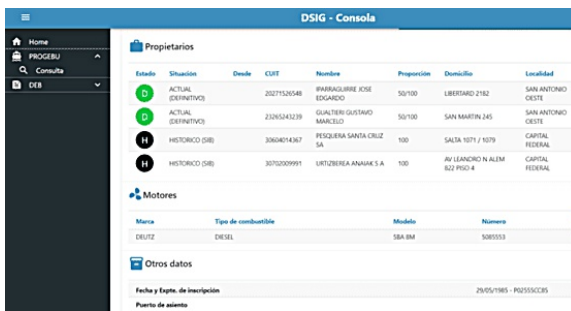 DSIG - Consola
Home
PROGEBU
Consulta
DEB
Propietarios
Estado Situación Desde CUIT Nombre Proporción Domicilio Localidad
D ACTUAL (DEFINITIVO) 20271526548 IPARRAGUIRRE JOSE EDGARDO 50/100 LIBERTARD 2182 SAN ANTONIO OESTE
D ACTUAL (DEFINITIVO) 23265243239 GUALTIERI GUSTAVO MARCELO 50/100 SAN MARTIN 245 SAN ANTONIO OESTE
H HISTORICO (SIB) 30604014367 PESQUERA SANTA CRUZ SA 100 SALTA 1071 / 1079 CAPITAL FEDERAL
H HISTORICO (SIB) 30702009991 URTIZBEREA ANAIAK S A 100 AV LEANDRO N ALEM 822 PISO 4 CAPITAL FEDERAL
Motores
Marca Tipo de combustible Modelo Número
DEUTZ DIESEL SBA 8M 5085553
Otros datos
Fecha y Expte. de inscripción 29/05/1985 - P02555CC85
Puerto de asiento